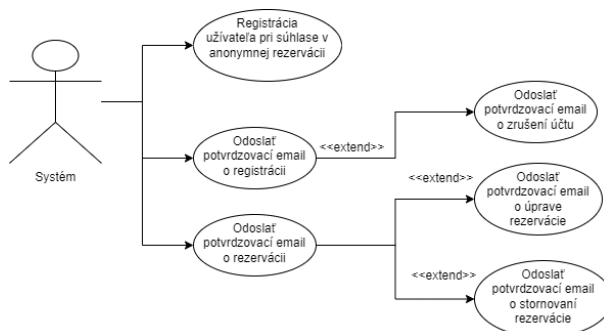 Registrácia
užívateľa pri súhlase v
anonymnej rezervácii
Systém
Odoslať
potvrdzovací email
o registrácii
<<extend>>
Odoslať
potvrdzovací email
o zrušení účtu
Odoslať
potvrdzovací email
o rezervácii
<<extend>>
Odoslať
potvrdzovací email
o úprave
rezervácie
<<extend>>
Odoslať
potvrdzovací email
o stornovaní
rezervácie